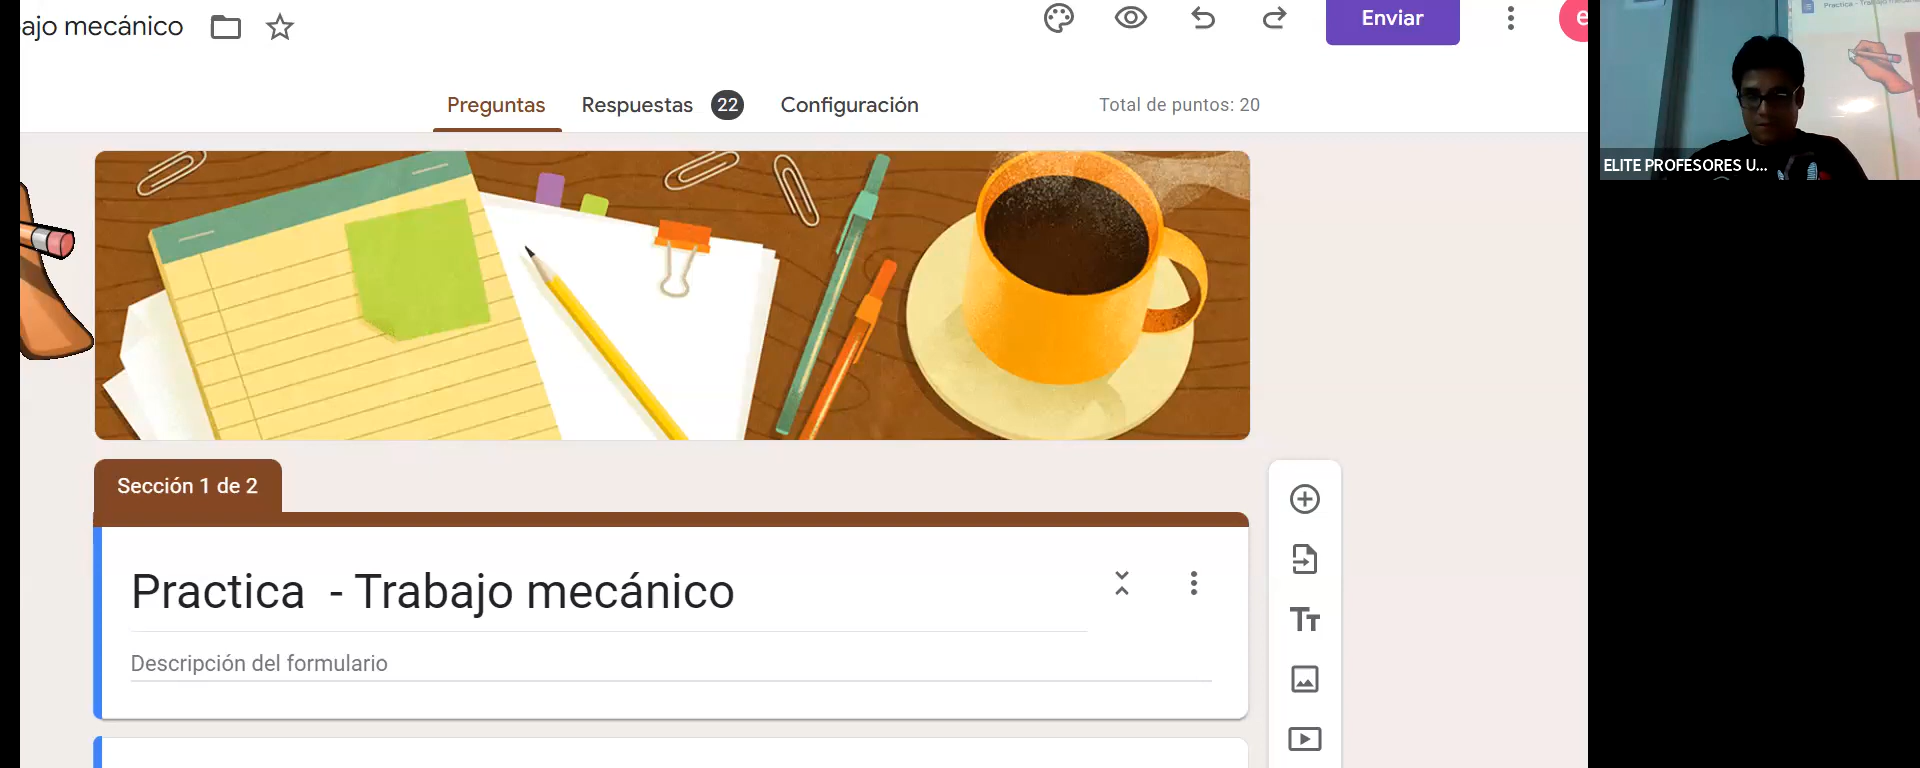 ajo mecánico
Enviar
e
Preguntas Respuestas 22 Configuración Total de puntos: 20
ELITE PROFESORES U...
Sección 1 de 2
Practica - Trabajo mecánico
Descripción del formulario
Tt